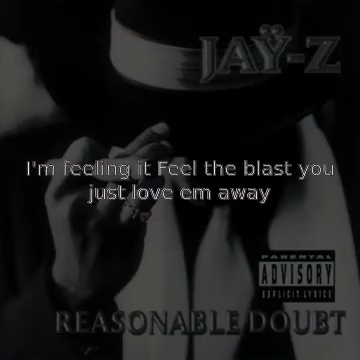 JAŸ-Z
I'm feeling it Feel the blast you
just love em away
PARENTAL
ADVISORY
EXPLICIT LYRICS
REASONABLE DOUBT